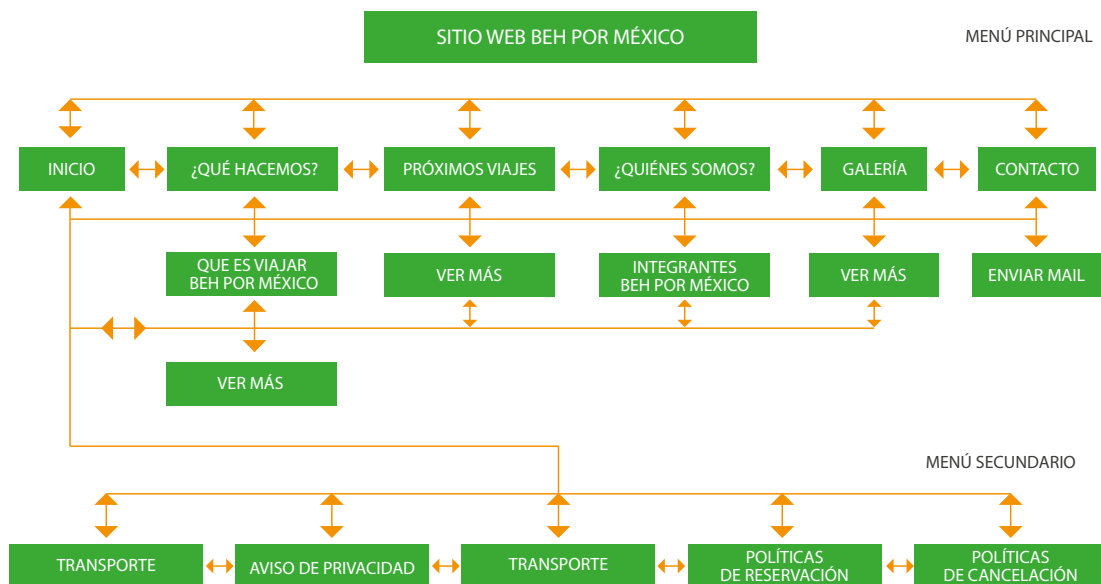 SITIO WEB BEH POR MÉXICO
MENÚ PRINCIPAL
INICIO
¿QUÉ HACEMOS?
PRÓXIMOS VIAJES
¿QUIÉNES SOMOS?
GALERÍA
CONTACTO
QUE ES VIAJAR
BEH POR MÉXICO
VER MÁS
INTEGRANTES
BEH POR MÉXICO
VER MÁS
ENVIAR MAIL
VER MÁS
MENÚ SECUNDARIO
TRANSPORTE
AVISO DE PRIVACIDAD
TRANSPORTE
POLÍTICAS
DE RESERVACIÓN
POLÍTICAS
DE CANCELACIÓN